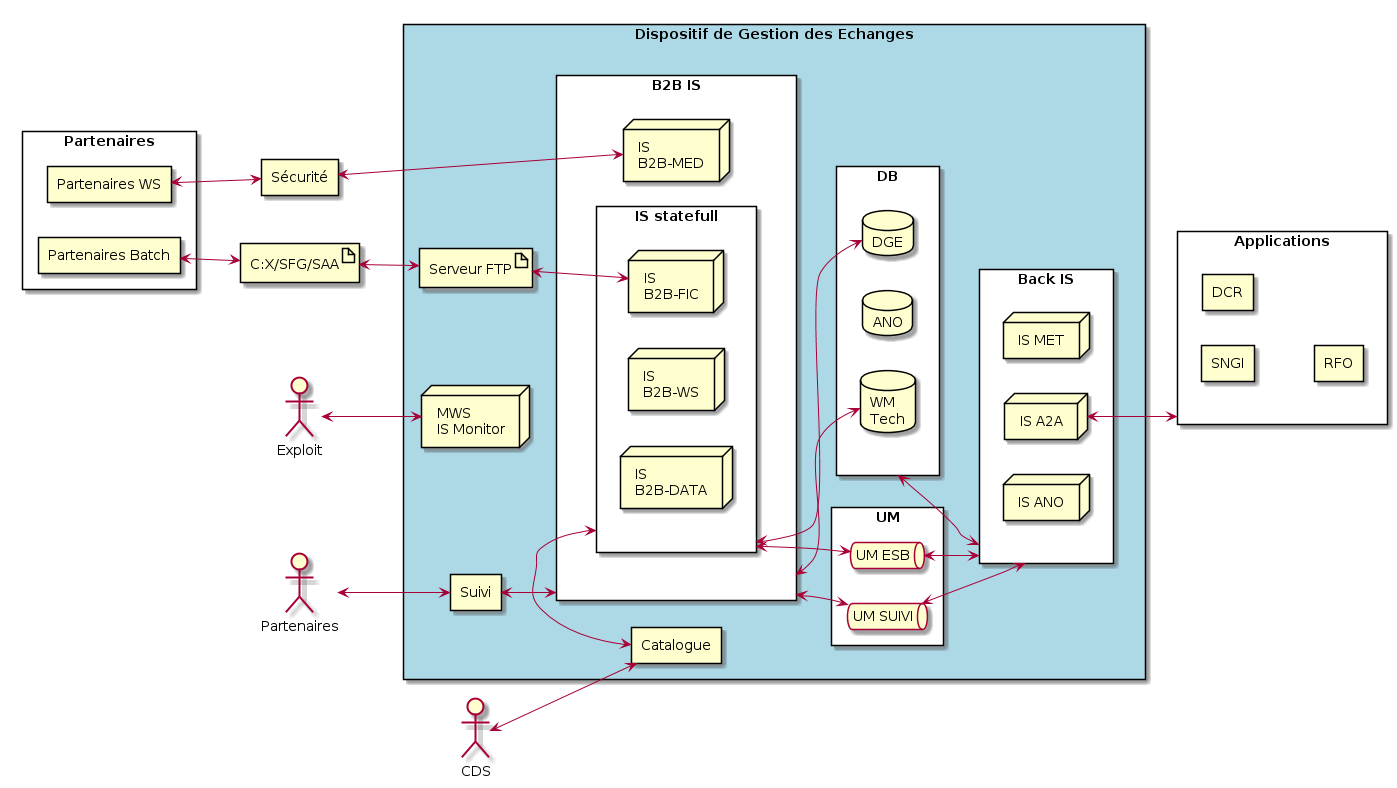 Dispositif de Gestion des Echanges
B2B IS
IS
B2B-MED
Partenaires
Partenaires WS
Sécurité
Partenaires Batch
C:X/SFG/SAA
Serveur FTP
IS statefull
IS
B2B-FIC
IS
B2B-WS
IS
B2B-DATA
DB
DGE
ANO
WM
Tech
Back IS
IS MET
IS A2A
IS ANO
Applications
DCR
SNGI
RFO
Exploit
MWS
IS Monitor
UM
UM ESB
UM SUIVI
Partenaires
Suivi
Catalogue
CDS